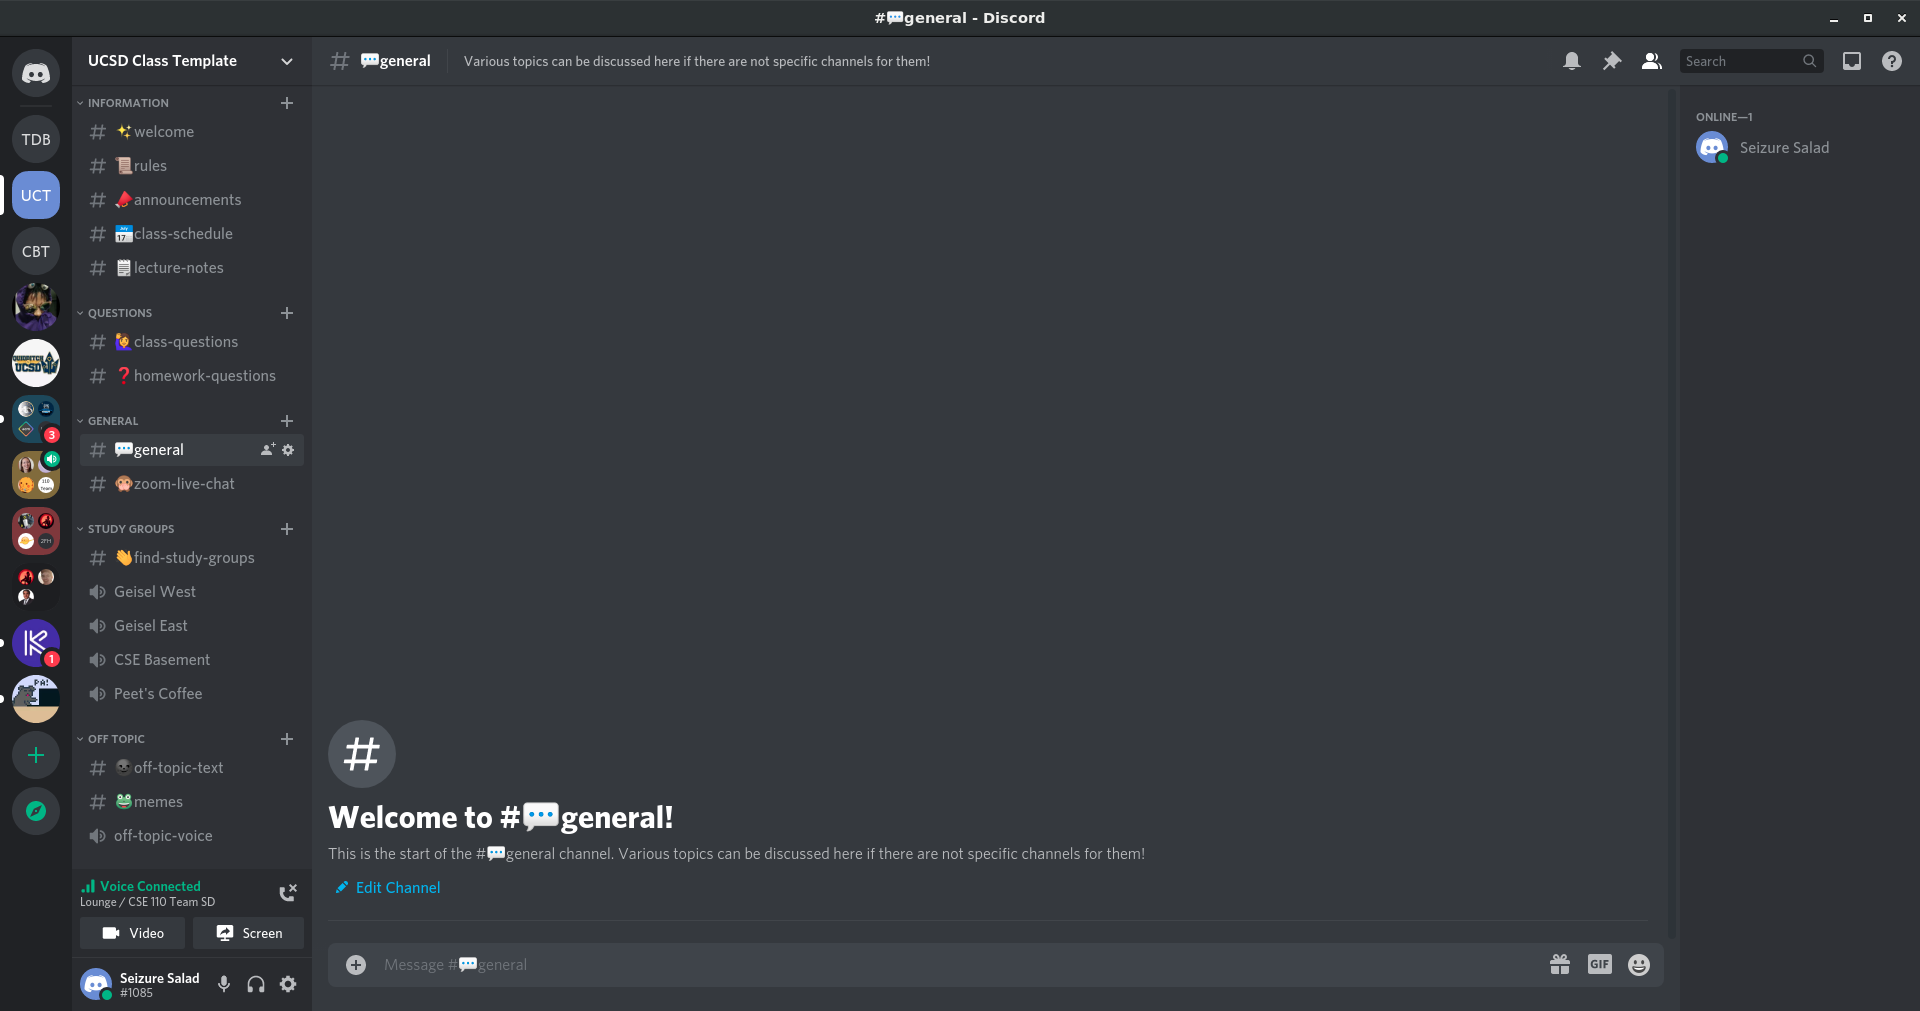 #💬general - Discord
UCSD Class Template
# 💬general
Various topics can be discussed here if there are not specific channels for them!
Search
TDB
UCT
CBT
UCSD
3
1
PA!
INFORMATION
# ✨welcome
# 📜rules
# 📣announcements
# 📅class-schedule
# 🗒️lecture-notes
QUESTIONS
# 🙋‍♀️class-questions
# ❓homework-questions
GENERAL
# 💬general
# 🐵zoom-live-chat
STUDY GROUPS
# 👋find-study-groups
Geisel West
Geisel East
CSE Basement
Peet's Coffee
OFF TOPIC
# 🌚off-topic-text
# 🐸memes
off-topic-voice
Voice Connected
Lounge / CSE 110 Team SD
Video
Screen
Seizure Salad
#1085
#
Welcome to #💬general!
This is the start of the #💬general channel. Various topics can be discussed here if there are not specific channels for them!
Edit Channel
Message #💬general
GIF
ONLINE—1
Seizure Salad